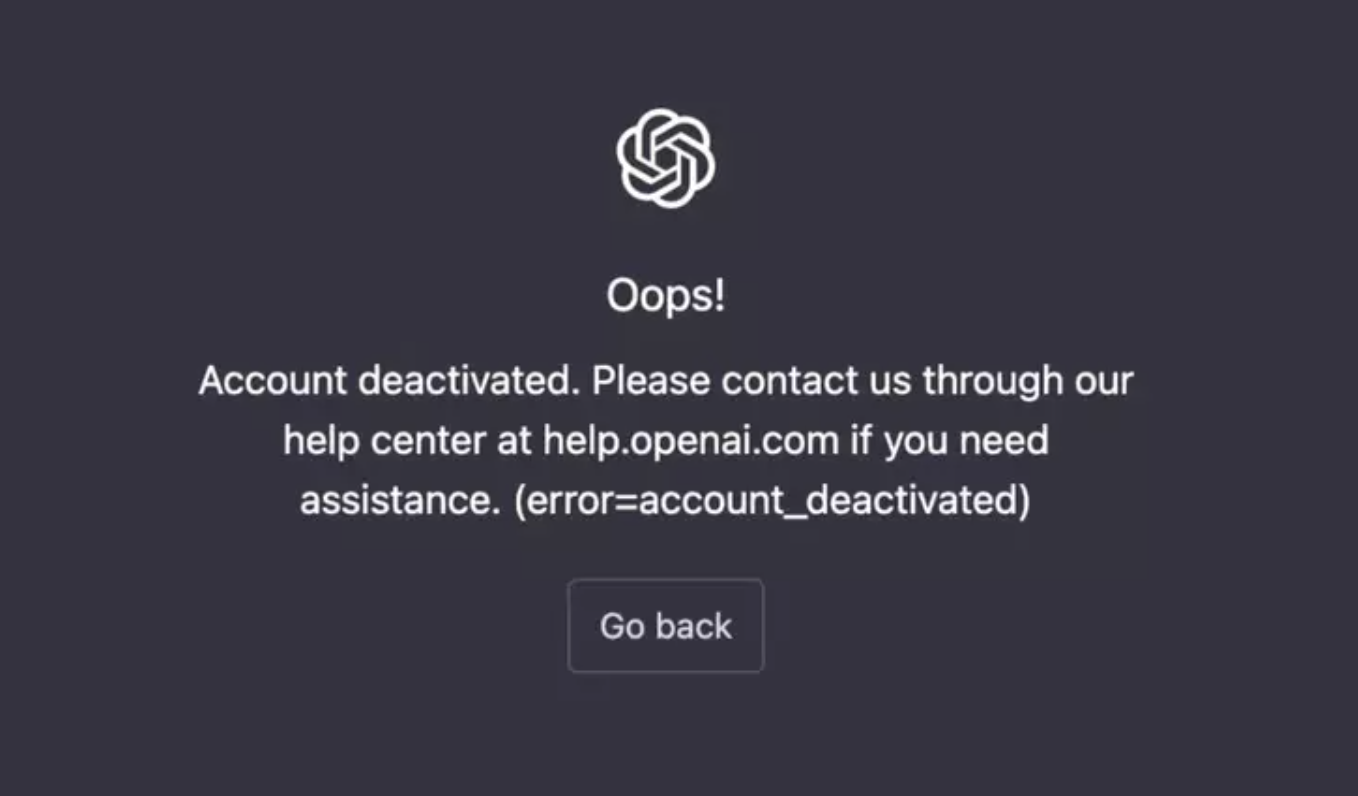 Oops!
Account deactivated. Please contact us through our
help center at help.openai.com if you need
assistance. (error=account_deactivated)
Go back